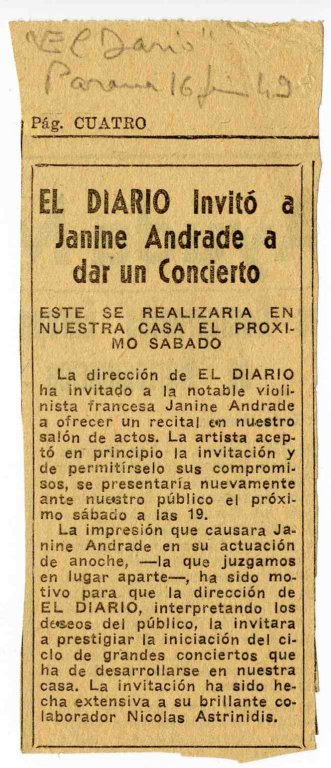 "El Diario"
Parana 16 Jun 49
Pág. CUATRO
EL DIARIO Invitó a
Janine Andrade a
dar un Concierto
ESTE SE REALIZARIA EN
NUESTRA CASA EL PROXI-
MO SABADO
La dirección de EL DIARIO
ha invitado a la notable violi-
nista francesa Janine Andrade
a ofrecer un recital en nuestro
salón de actos. La artista acep-
tó en principio la invitación y
de permitírselo sus compromi-
sos, se presentaría nuevamente
ante nuestro público el próxi-
mo sábado a las 19.
La impresión que causara Ja-
nine Andrade en su actuación
de anoche, —la que juzgamos
en lugar aparte—, ha sido mo-
tivo para que la dirección de
EL DIARIO, interpretando los
deseos del público, la invitara
a prestigiar la iniciación del ci-
clo de grandes conciertos que
ha de desarrollarse en nuestra
casa. La invitación ha sido he-
cha extensiva a su brillante co-
laborador Nicolas Astrinidis.